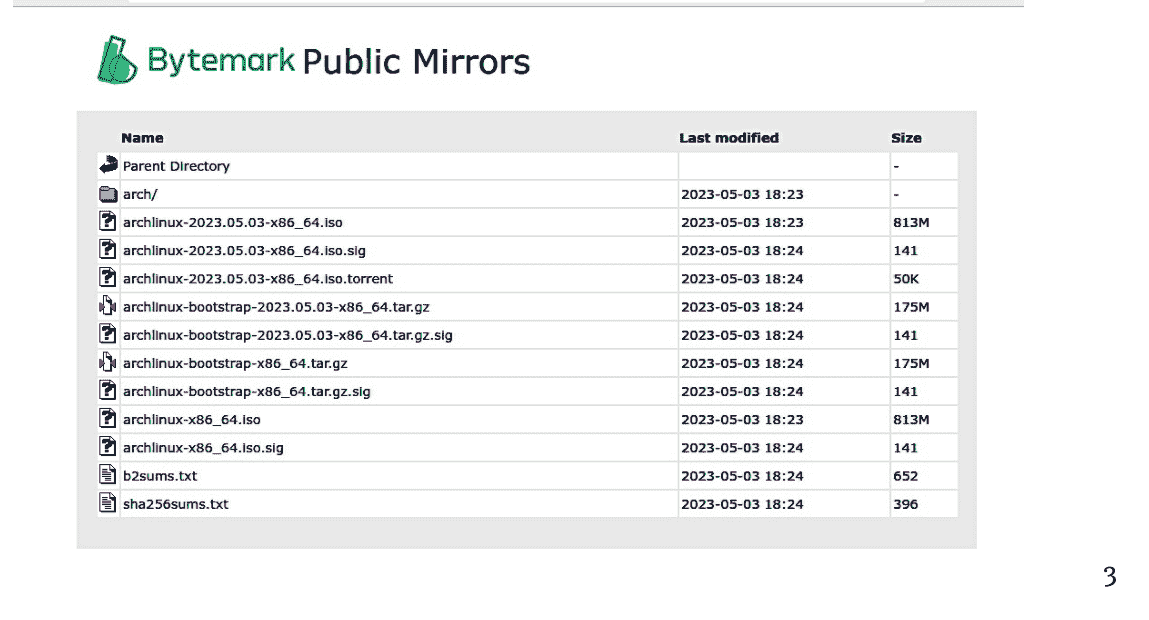 Bytemark Public Mirrors
Name Last modified Size
Parent Directory -
arch/ 2023-05-03 18:23 -
archlinux-2023.05.03-x86_64.iso 2023-05-03 18:23 813M
archlinux-2023.05.03-x86_64.iso.sig 2023-05-03 18:24 141
archlinux-2023.05.03-x86_64.iso.torrent 2023-05-03 18:24 50K
archlinux-bootstrap-2023.05.03-x86_64.tar.gz 2023-05-03 18:24 175M
archlinux-bootstrap-2023.05.03-x86_64.tar.gz.sig 2023-05-03 18:24 141
archlinux-bootstrap-x86_64.tar.gz 2023-05-03 18:24 175M
archlinux-bootstrap-x86_64.tar.gz.sig 2023-05-03 18:24 141
archlinux-x86_64.iso 2023-05-03 18:23 813M
archlinux-x86_64.iso.sig 2023-05-03 18:24 141
b2sums.txt 2023-05-03 18:24 652
sha256sums.txt 2023-05-03 18:24 396
3